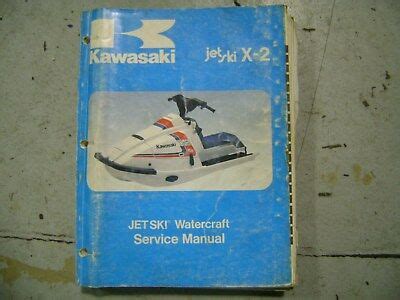 Kawasaki
jet ski X-2
Kawasaki
JET SKI® Watercraft
Service Manual